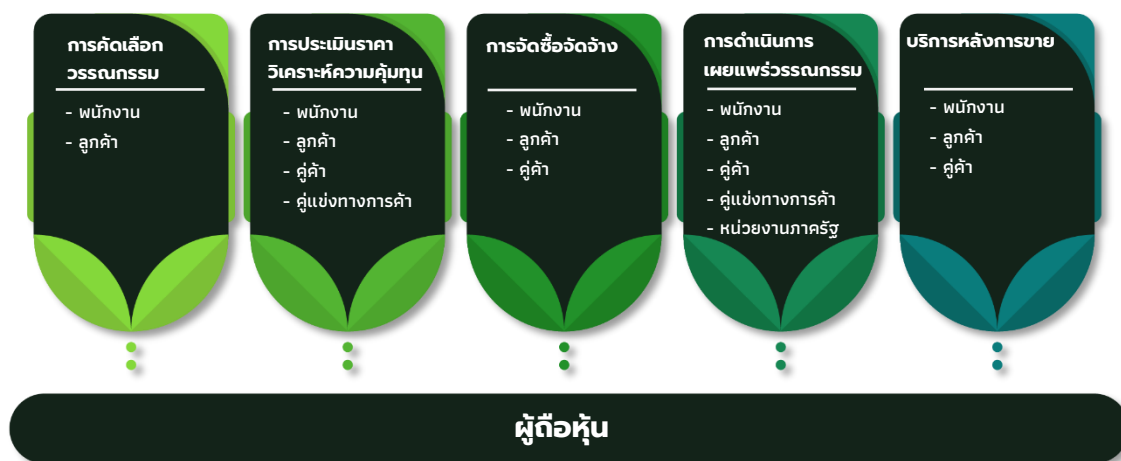 การคัดเลือก
วรรณกรรม
- พนักงาน
- ลูกค้า
การประเมินราคา
วิเคราะห์ความคุ้มทุน
- พนักงาน
- ลูกค้า
- คู่ค้า
- คู่แข่งทางการค้า
การจัดซื้อจัดจ้าง
- พนักงาน
- ลูกค้า
- คู่ค้า
การดำเนินการ
เผยแพร่วรรณกรรม
- พนักงาน
- ลูกค้า
- คู่ค้า
- คู่แข่งทางการค้า
- หน่วยงานภาครัฐ
บริการหลังการขาย
- พนักงาน
- ลูกค้า
- คู่ค้า
ผู้ถือหุ้น